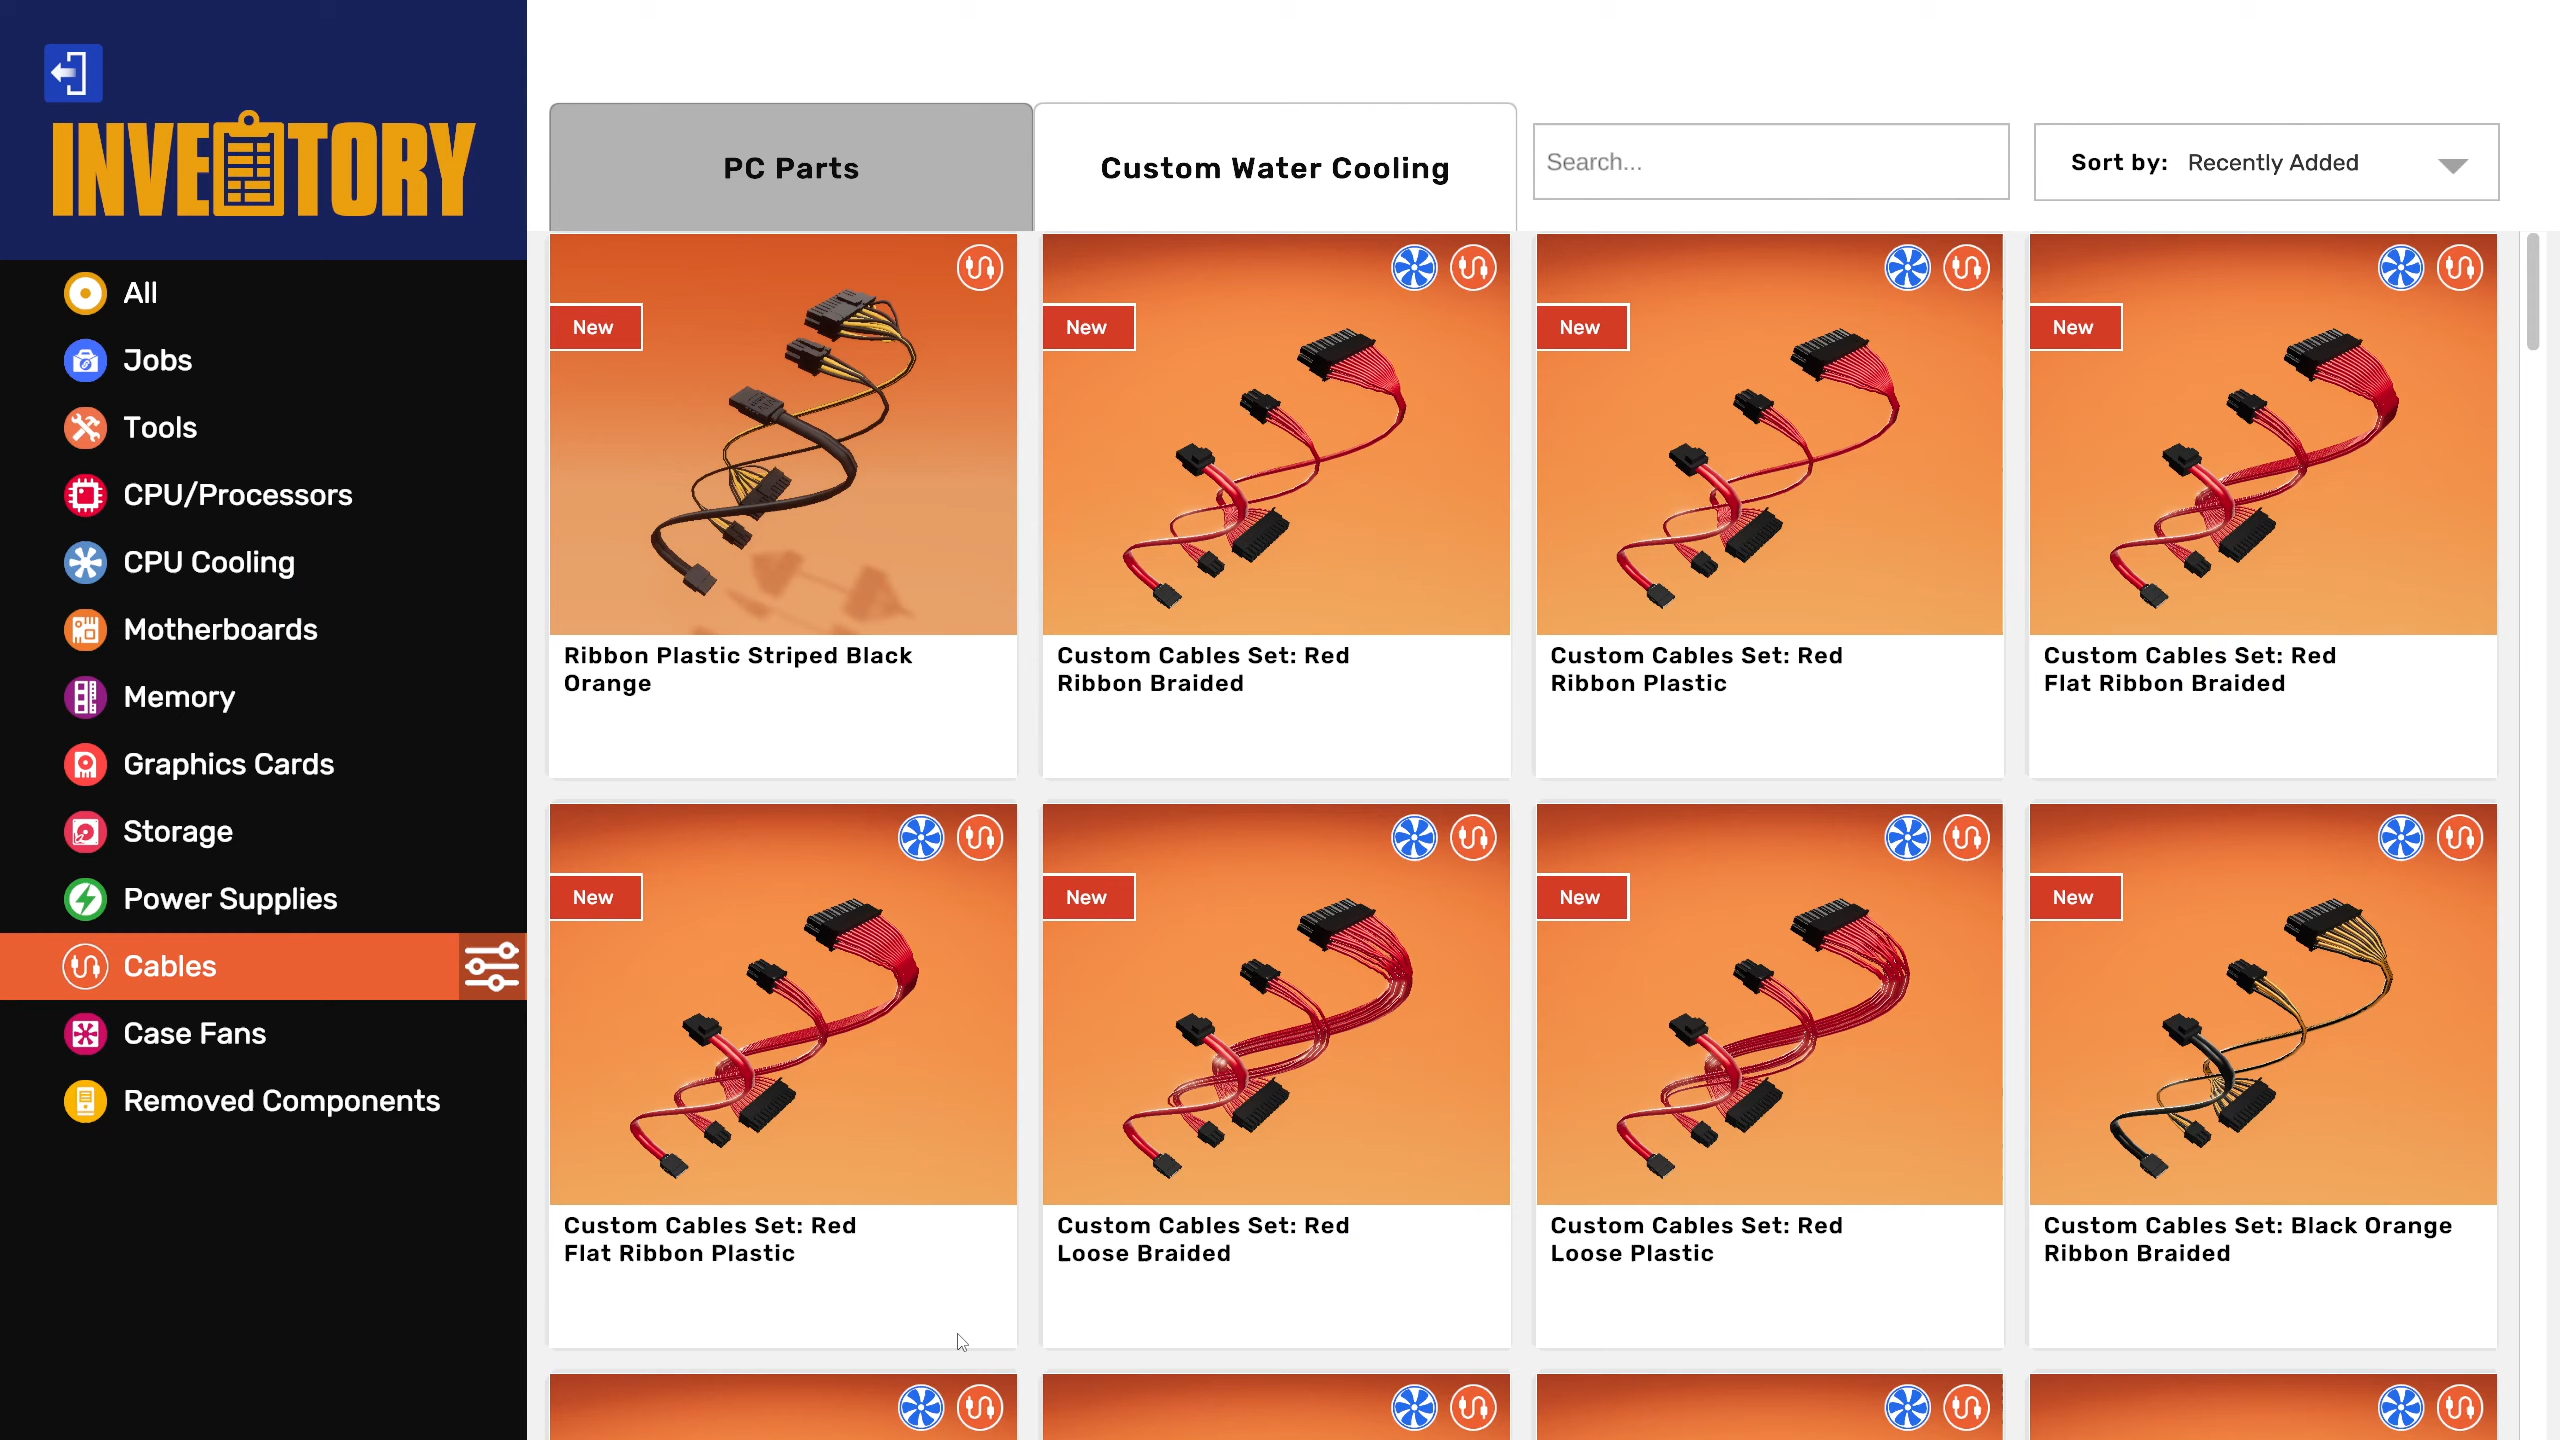 INVENTORY
All
Jobs
Tools
CPU/Processors
CPU Cooling
Motherboards
Memory
Graphics Cards
Storage
Power Supplies
Cables
Case Fans
Removed Components
PC Parts
Custom Water Cooling
Search...
Sort by: Recently Added
New
New
New
New
Ribbon Plastic Striped Black
Orange
Custom Cables Set: Red
Ribbon Braided
Custom Cables Set: Red
Ribbon Plastic
Custom Cables Set: Red
Flat Ribbon Braided
New
New
New
New
Custom Cables Set: Red
Flat Ribbon Plastic
Custom Cables Set: Red
Loose Braided
Custom Cables Set: Red
Loose Plastic
Custom Cables Set: Black Orange
Ribbon Braided